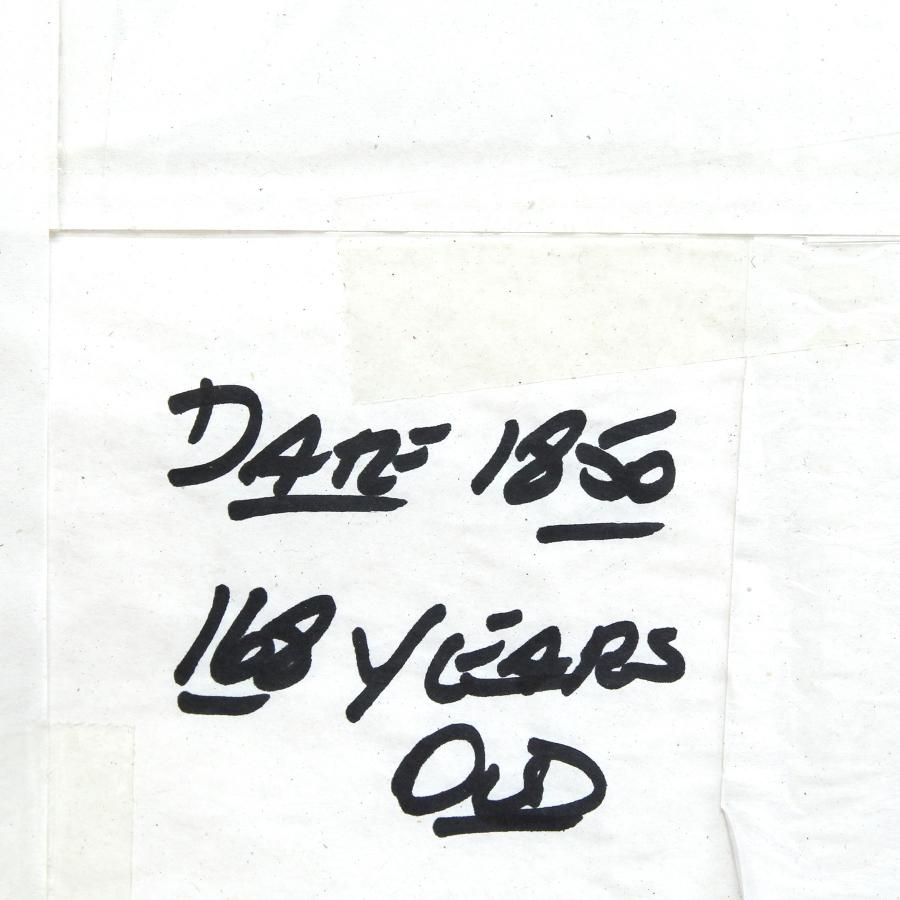 DATE 1850
168 YEARS
OLD